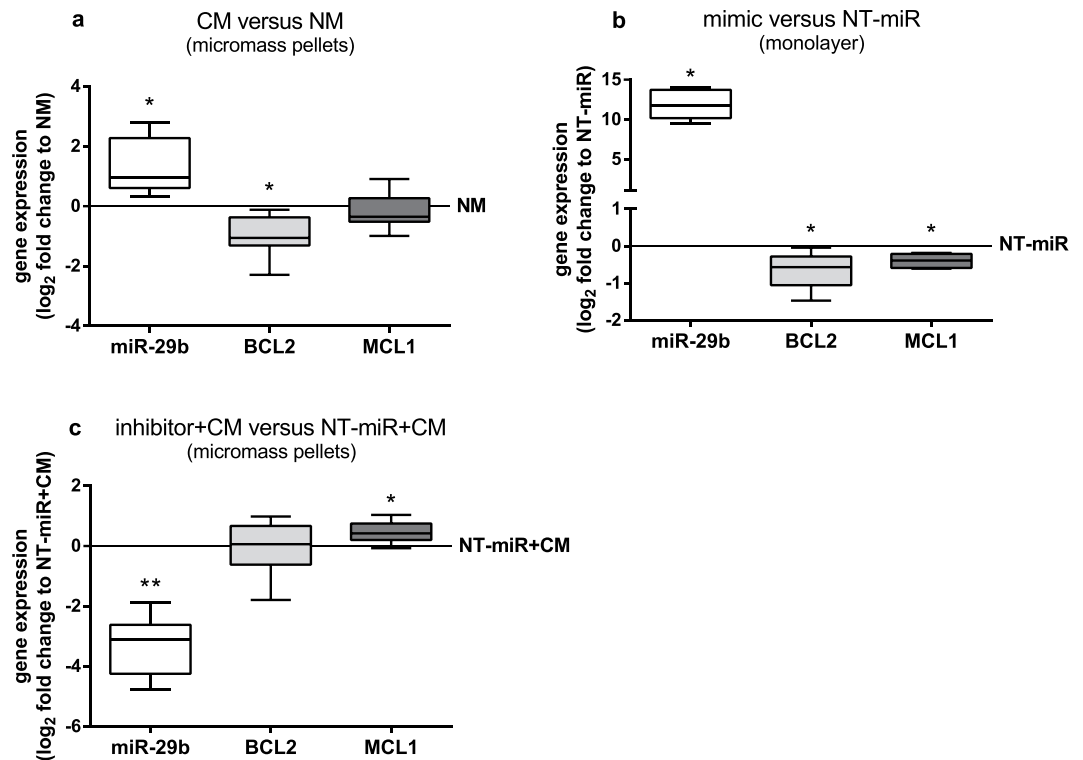 a
CM versus NM
(micromass pellets)
gene expression
(log2 fold change to NM)
4
2
0
-2
-4
*
*
NM
miR-29b BCL2 MCL1
b
mimic versus NT-miR
(monolayer)
gene expression
(log2 fold change to NT-miR)
15
10
5
1
0
-1
-2
*
*
*
NT-miR
miR-29b BCL2 MCL1
c
inhibitor+CM versus NT-miR+CM
(micromass pellets)
gene expression
(log2 fold change to NT-miR+CM)
2
0
-2
-4
-6
**
*
NT-miR+CM
miR-29b BCL2 MCL1